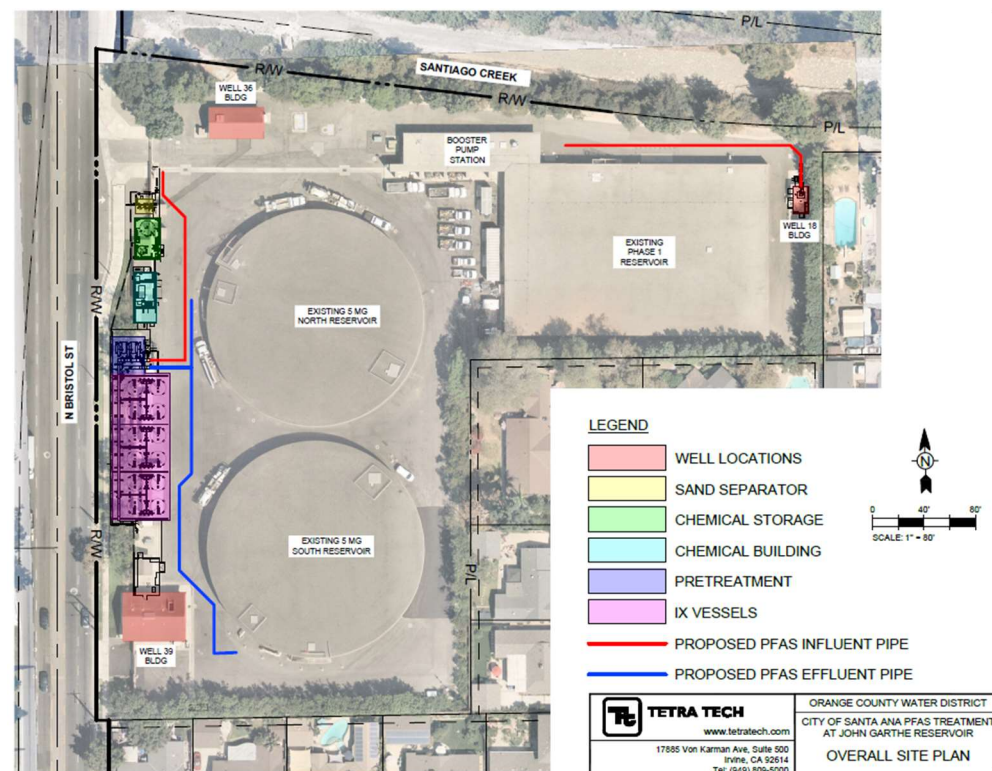 P/L
R/W
SANTIAGO CREEK
R/W
P/L
WELL 36
BLDG
BOOSTER
PUMP
STATION
WELL 18
BLDG
EXISTING
PHASE 1
RESERVOIR
R/W
EXISTING 5 MG
NORTH RESERVOIR
N BRISTOL ST
R/W
EXISTING 5 MG
SOUTH RESERVOIR
P/L
WELL 39
BLDG
LEGEND
WELL LOCATIONS
SAND SEPARATOR
CHEMICAL STORAGE
CHEMICAL BUILDING
PRETREATMENT
IX VESSELS
PROPOSED PFAS INFLUENT PIPE
PROPOSED PFAS EFFLUENT PIPE
N
0 40' 80'
SCALE: 1" = 80'
TETRA TECH
www.tetratech.com
17885 Von Karman Ave, Suite 500
Irvine, CA 92614
Tel: (949) 809-5000
ORANGE COUNTY WATER DISTRICT
CITY OF SANTA ANA PFAS TREATMENT
AT JOHN GARTHE RESERVOIR
OVERALL SITE PLAN